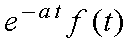 e^{-at} f(t)